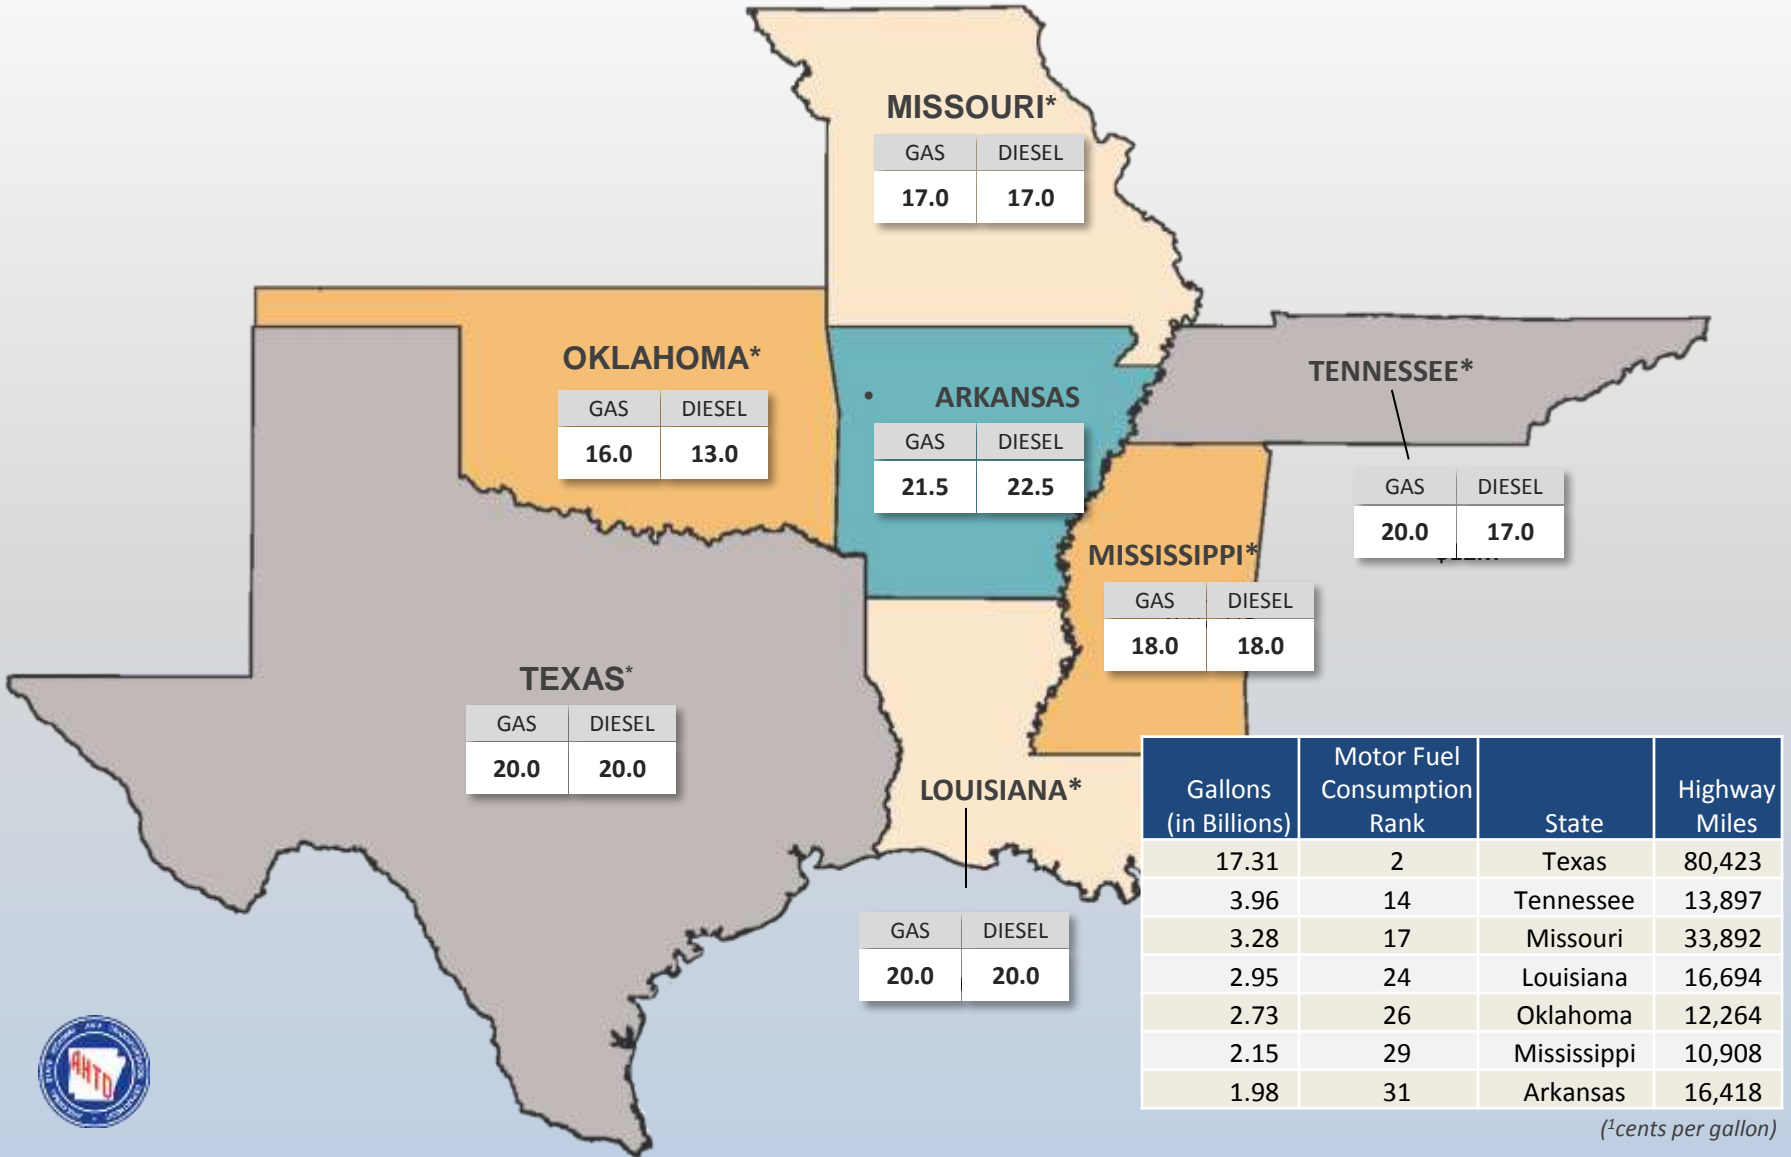 MISSOURI*
GAS DIESEL
17.0 17.0
OKLAHOMA*
GAS DIESEL
16.0 13.0
• ARKANSAS
GAS DIESEL
21.5 22.5
TENNESSEE*
GAS DIESEL
20.0 17.0
MISSISSIPPI*
GAS DIESEL
18.0 18.0
TEXAS*
GAS DIESEL
20.0 20.0
LOUISIANA*
GAS DIESEL
20.0 20.0
Gallons (in Billions) Motor Fuel Consumption Rank State Highway Miles
17.31 2 Texas 80,423
3.96 14 Tennessee 13,897
3.28 17 Missouri 33,892
2.95 24 Louisiana 16,694
2.73 26 Oklahoma 12,264
2.15 29 Mississippi 10,908
1.98 31 Arkansas 16,418
(¹cents per gallon)
AHTD